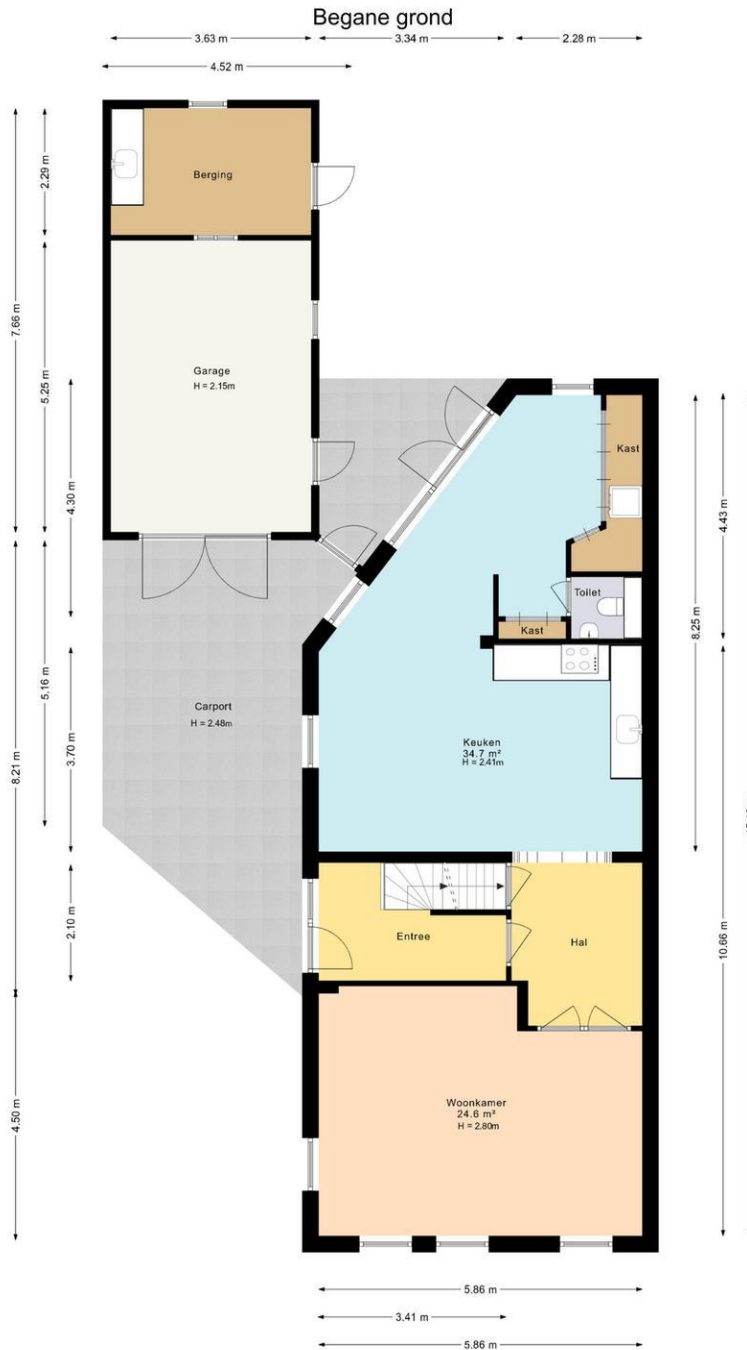 Begane grond
3.63 m
3.34 m
2.28 m
4.52 m
2.29 m
Berging
7.66 m
5.25 m
Garage
H = 2.15m
4.30 m
Kast
4.43 m
Toilet
Kast
8.25 m
5.16 m
8.21 m
3.70 m
Carport
H = 2.48m
Keuken
34.7 m²
H = 2.41m
2.10 m
Entree
Hal
10.66 m
4.50 m
Woonkamer
24.6 m²
H = 2.80m
5.86 m
3.41 m
5.86 m